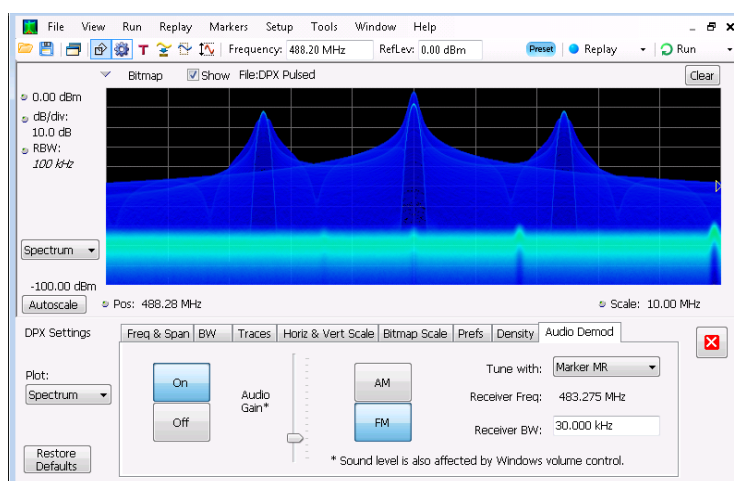 File View Run Replay Markers Setup Tools Window Help
T Frequency: 488.20 MHz RefLev: 0.00 dBm Preset Replay Run
Bitmap Show File:DPX Pulsed Clear
0.00 dBm
dB/div:
10.0 dB
RBW:
100 kHz
Spectrum
-100.00 dBm
Autoscale Pos: 488.28 MHz Scale: 10.00 MHz
DPX Settings Freq & Span BW Traces Horiz & Vert Scale Bitmap Scale Prefs Density Audio Demod
Plot:
Spectrum
On
Off
Audio
Gain*
AM
FM
Tune with: Marker MR
Receiver Freq: 483.275 MHz
Receiver BW: 30.000 kHz
* Sound level is also affected by Windows volume control.
Restore
Defaults